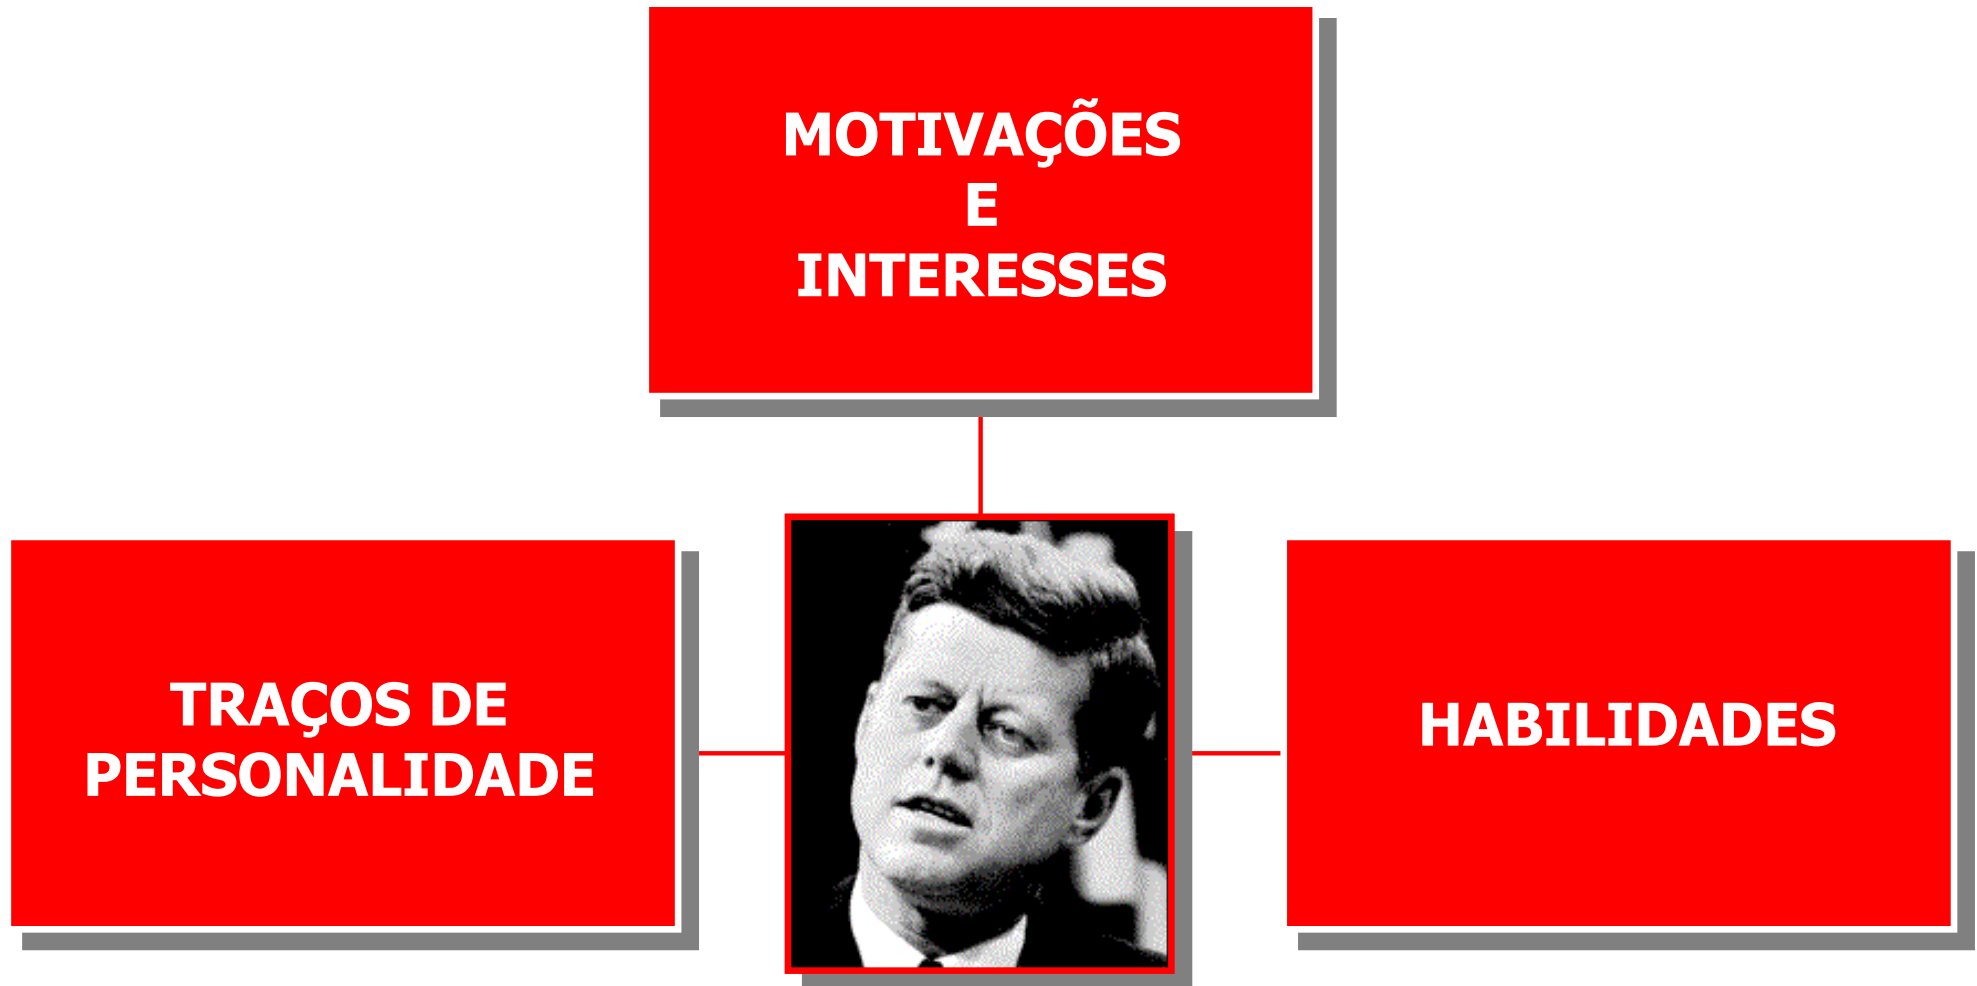 MOTIVAÇÕES
E
INTERESSES
TRAÇOS DE
PERSONALIDADE
HABILIDADES